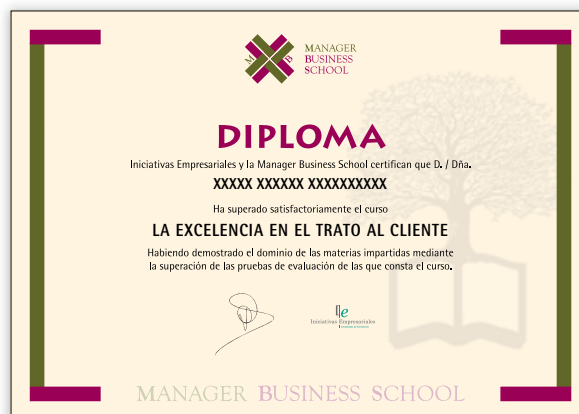 M B
MANAGER
BUSINESS
SCHOOL
DIPLOMA
Iniciativas Empresariales y la Manager Business School certifican que D. / Dña.
XXXXX XXXXXX XXXXXXXXXX
Ha superado satisfactoriamente el curso
LA EXCELENCIA EN EL TRATO AL CLIENTE
Habiendo demostrado el dominio de las materias impartidas mediante
la superación de las pruebas de evaluación de las que consta el curso.
Iniciativas Empresariales
MANAGER BUSINESS SCHOOL